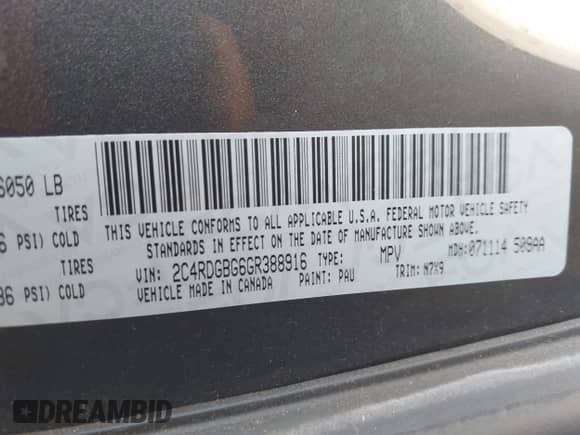 6050 LB
TIRES
PSI) COLD
TIRES
36 PSI) COLD
THIS VEHICLE CONFORMS TO ALL APPLICABLE U.S.A. FEDERAL MOTOR VEHICLE SAFETY
STANDARDS IN EFFECT ON THE DATE OF MANUFACTURE SHOWN ABOVE.
VIN: 2C4RDGBG6GR388916 TYPE: MPV MDH: 071114 509AA
VEHICLE MADE IN CANADA PAINT: PAU TRIM: N7X9
DREAMBID